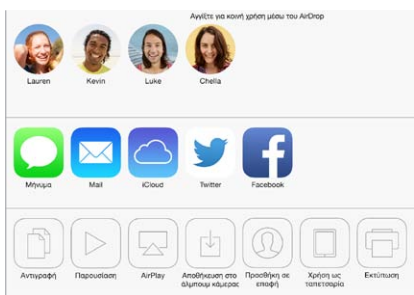 Αγγίξτε για κοινή χρήση μέσω του AirDrop
Lauren Kevin Luke Chella
Μήνυμα Mail iCloud Twitter Facebook
Αντιγραφή Παρουσίαση AirPlay Αποθήκευση στο άλμπουμ κάμερας Προσθήκη σε επαφή Χρήση ως ταπετσαρία Εκτύπωση